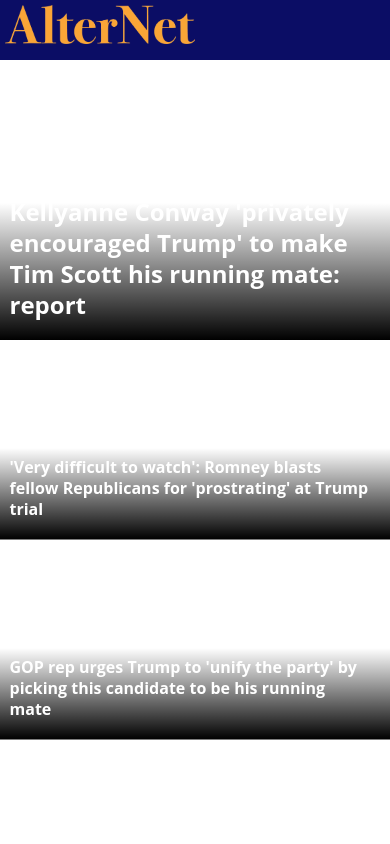 AlterNet
Kellyanne Conway 'privately
encouraged Trump' to make
Tim Scott his running mate:
report
'Very difficult to watch': Romney blasts
fellow Republicans for 'prostrating' at Trump
trial
GOP rep urges Trump to 'unify the party' by
picking this candidate to be his running
mate